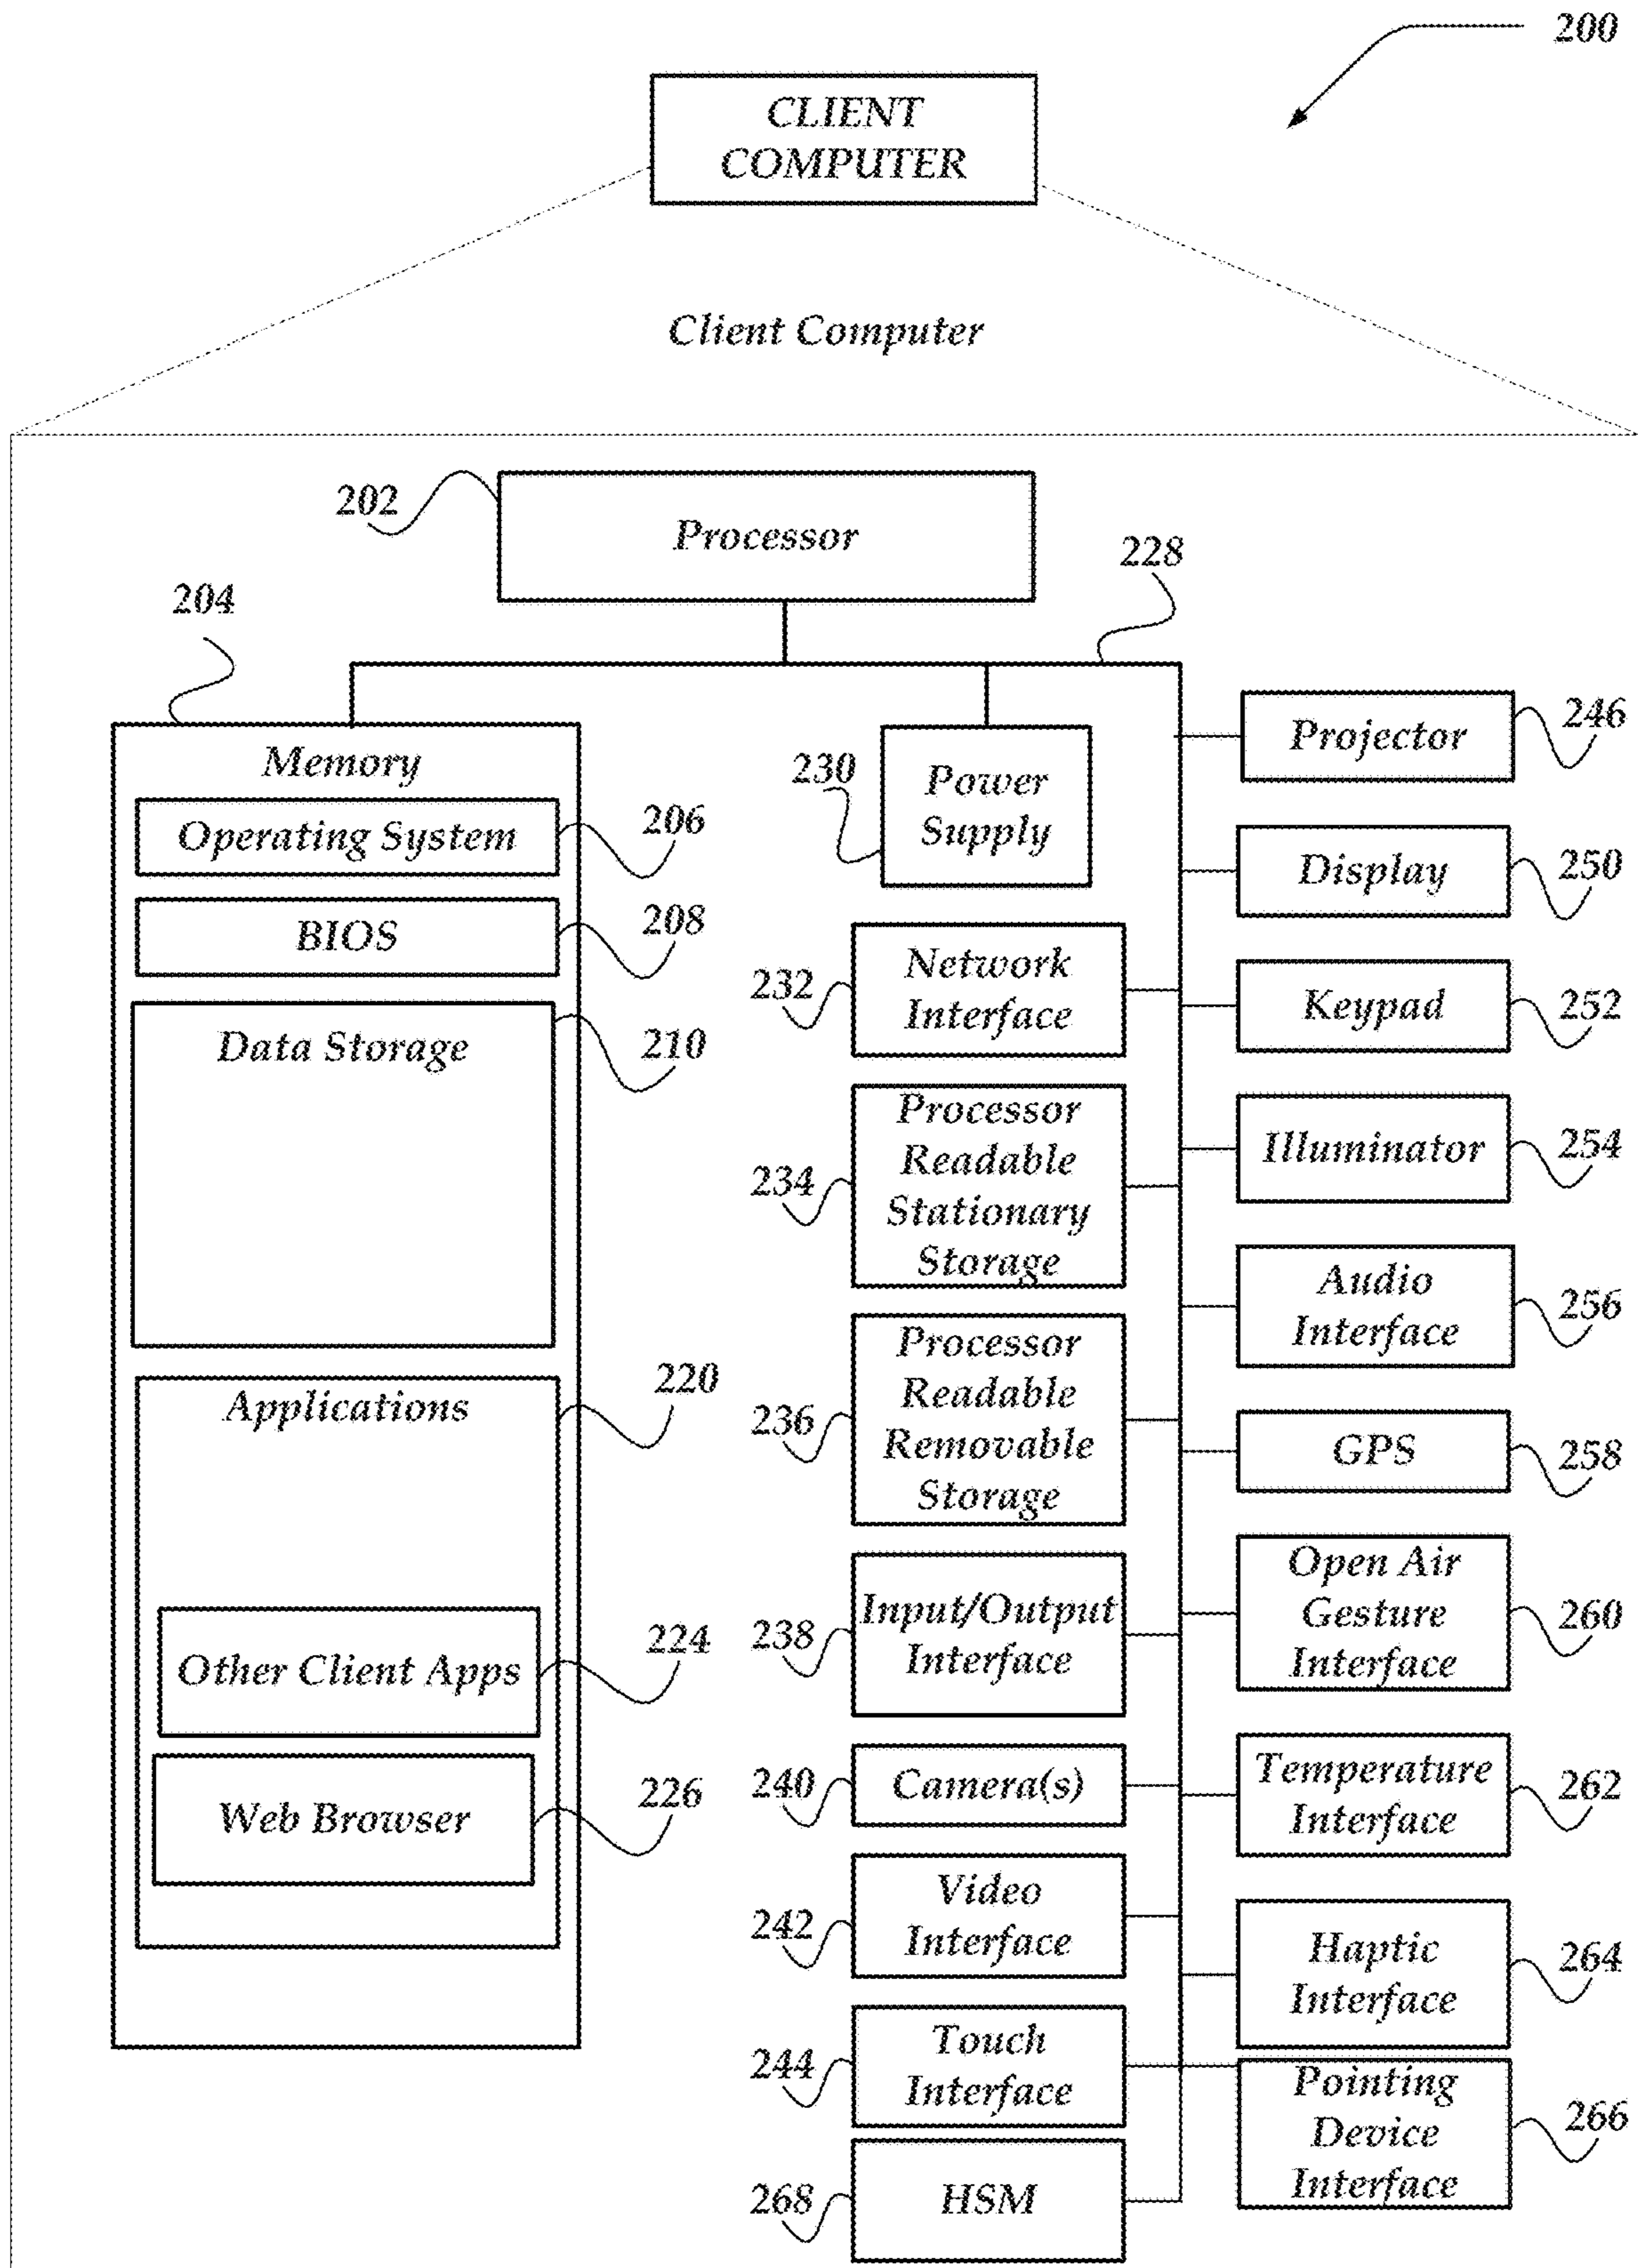 200
CLIENT
COMPUTER
Client Computer
202
Processor
228
204
Memory
Operating System
206
BIOS
208
Data Storage
210
Applications
220
Other Client Apps
224
Web Browser
226
230
Power
Supply
232
Network
Interface
234
Processor
Readable
Stationary
Storage
236
Processor
Readable
Removable
Storage
238
Input/Output
Interface
240
Camera(s)
242
Video
Interface
244
Touch
Interface
268
HSM
Projector
246
Display
250
Keypad
252
Illuminator
254
Audio
Interface
256
GPS
258
Open Air
Gesture
Interface
260
Temperature
Interface
262
Haptic
Interface
264
Pointing
Device
Interface
266